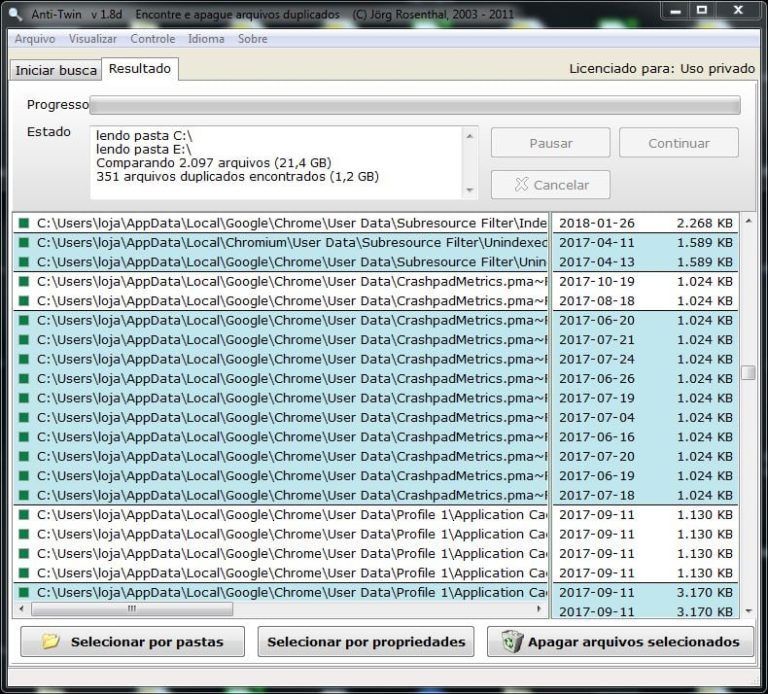 Anti-Twin v 1.8d Encontre e apague arquivos duplicados (C) Jörg Rosenthal, 2003 - 2011
Arquivo Visualizar Controle Idioma Sobre
Iniciar busca Resultado Licenciado para: Uso privado
Progresso
Estado
lendo pasta C:\
lendo pasta E:\
Comparando 2.097 arquivos (21,4 GB)
351 arquivos duplicados encontrados (1,2 GB)
Pausar Continuar
Cancelar
C:\Users\loja\AppData\Local\Google\Chrome\User Data\Subresource Filter\Inde 2018-01-26 2.268 KB
C:\Users\loja\AppData\Local\Chromium\User Data\Subresource Filter\Unindexed 2017-04-11 1.589 KB
C:\Users\loja\AppData\Local\Google\Chrome\User Data\Subresource Filter\Unin 2017-04-13 1.589 KB
C:\Users\loja\AppData\Local\Google\Chrome\User Data\CrashpadMetrics.pma~F 2017-10-19 1.024 KB
C:\Users\loja\AppData\Local\Google\Chrome\User Data\CrashpadMetrics.pma~F 2017-08-18 1.024 KB
C:\Users\loja\AppData\Local\Google\Chrome\User Data\CrashpadMetrics.pma~F 2017-06-20 1.024 KB
C:\Users\loja\AppData\Local\Google\Chrome\User Data\CrashpadMetrics.pma~F 2017-07-21 1.024 KB
C:\Users\loja\AppData\Local\Google\Chrome\User Data\CrashpadMetrics.pma~F 2017-07-24 1.024 KB
C:\Users\loja\AppData\Local\Google\Chrome\User Data\CrashpadMetrics.pma~F 2017-06-26 1.024 KB
C:\Users\loja\AppData\Local\Google\Chrome\User Data\CrashpadMetrics.pma~F 2017-07-19 1.024 KB
C:\Users\loja\AppData\Local\Google\Chrome\User Data\CrashpadMetrics.pma~F 2017-07-04 1.024 KB
C:\Users\loja\AppData\Local\Google\Chrome\User Data\CrashpadMetrics.pma~F 2017-06-16 1.024 KB
C:\Users\loja\AppData\Local\Google\Chrome\User Data\CrashpadMetrics.pma~F 2017-07-20 1.024 KB
C:\Users\loja\AppData\Local\Google\Chrome\User Data\CrashpadMetrics.pma~F 2017-06-19 1.024 KB
C:\Users\loja\AppData\Local\Google\Chrome\User Data\CrashpadMetrics.pma~F 2017-07-18 1.024 KB
C:\Users\loja\AppData\Local\Google\Chrome\User Data\Profile 1\Application Cac 2017-09-11 1.130 KB
C:\Users\loja\AppData\Local\Google\Chrome\User Data\Profile 1\Application Cac 2017-09-11 1.130 KB
C:\Users\loja\AppData\Local\Google\Chrome\User Data\Profile 1\Application Cac 2017-09-11 1.130 KB
C:\Users\loja\AppData\Local\Google\Chrome\User Data\Profile 1\Application Cac 2017-09-11 1.130 KB
C:\Users\loja\AppData\Local\Google\Chrome\User Data\Profile 1\Application Cac 2017-09-11 3.170 KB
2017-09-11 3.170 KB
Selecionar por pastas Selecionar por propriedades Apagar arquivos selecionados